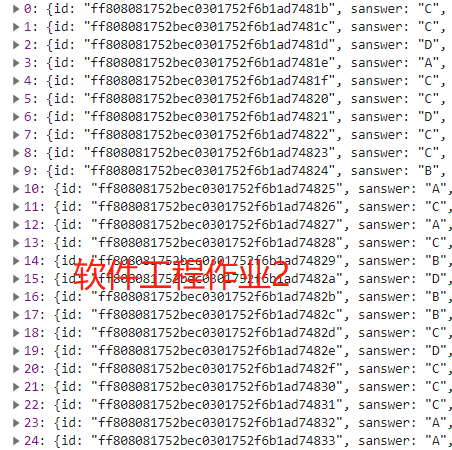 0: {id: "ff808081752bec0301752f6b1ad7481b", sanswer: "C",
1: {id: "ff808081752bec0301752f6b1ad7481c", sanswer: "C",
2: {id: "ff808081752bec0301752f6b1ad7481d", sanswer: "D",
3: {id: "ff808081752bec0301752f6b1ad7481e", sanswer: "A",
4: {id: "ff808081752bec0301752f6b1ad7481f", sanswer: "C",
5: {id: "ff808081752bec0301752f6b1ad74820", sanswer: "C",
6: {id: "ff808081752bec0301752f6b1ad74821", sanswer: "D",
7: {id: "ff808081752bec0301752f6b1ad74822", sanswer: "C",
8: {id: "ff808081752bec0301752f6b1ad74823", sanswer: "C",
9: {id: "ff808081752bec0301752f6b1ad74824", sanswer: "B",
10: {id: "ff808081752bec0301752f6b1ad74825", sanswer: "A",
11: {id: "ff808081752bec0301752f6b1ad74826", sanswer: "C",
12: {id: "ff808081752bec0301752f6b1ad74827", sanswer: "A",
13: {id: "ff808081752bec0301752f6b1ad74828", sanswer: "C",
14: {id: "ff808081752bec0301752f6b1ad74829", sanswer: "B",
软件工程作业2
15: {id: "ff808081752bec0301752f6b1ad7482a", sanswer: "D",
16: {id: "ff808081752bec0301752f6b1ad7482b", sanswer: "B",
17: {id: "ff808081752bec0301752f6b1ad7482c", sanswer: "B",
18: {id: "ff808081752bec0301752f6b1ad7482d", sanswer: "C",
19: {id: "ff808081752bec0301752f6b1ad7482e", sanswer: "D",
20: {id: "ff808081752bec0301752f6b1ad7482f", sanswer: "C",
21: {id: "ff808081752bec0301752f6b1ad74830", sanswer: "C",
22: {id: "ff808081752bec0301752f6b1ad74831", sanswer: "C",
23: {id: "ff808081752bec0301752f6b1ad74832", sanswer: "A",
24: {id: "ff808081752bec0301752f6b1ad74833", sanswer: "A",